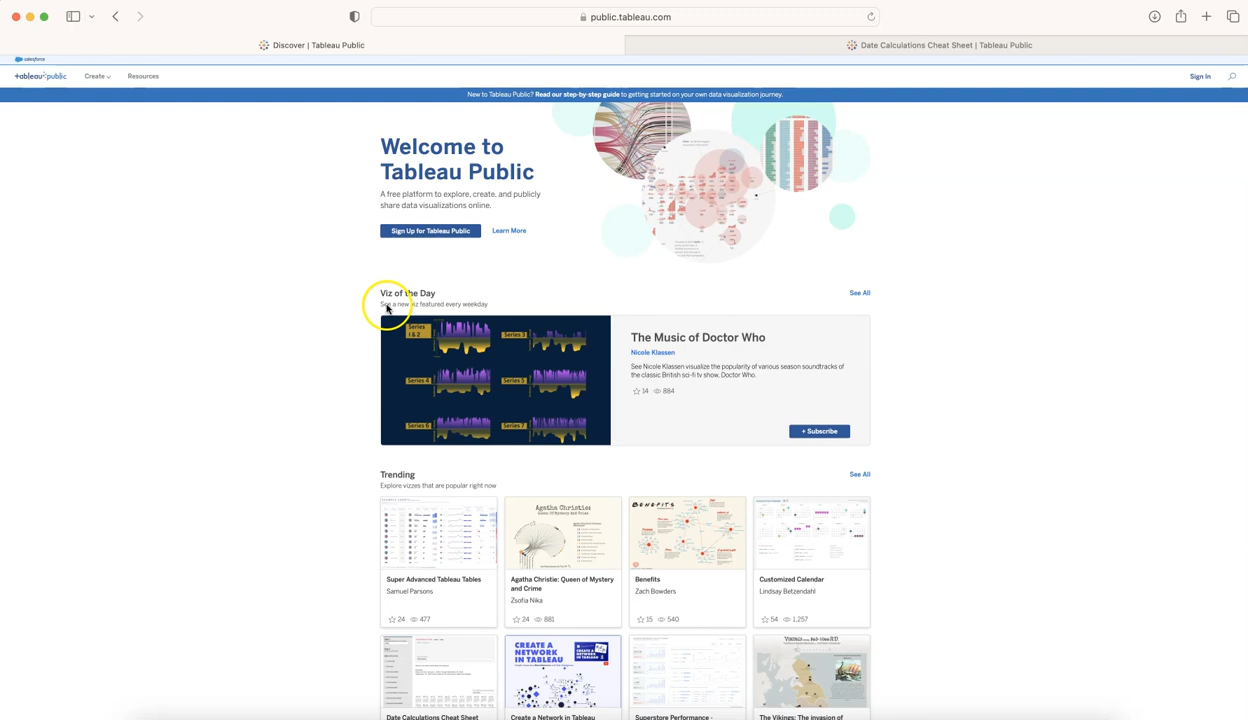 public.tableau.com
Discover | Tableau Public
Date Calculations Cheat Sheet | Tableau Public
salesforce
+ableau public
Create
Resources
Sign In
New to Tableau Public? Read our step-by-step guide to getting started on your own data visualization journey.
Welcome to
Tableau Public
A free platform to explore, create, and publicly
share data visualizations online.
Sign Up for Tableau Public
Learn More
Viz of the Day
See All
See a new viz featured every weekday
Series
1 & 2
Series 3
Series 4
Series 5
Series 6
Series 7
The Music of Doctor Who
Nicole Klassen
See Nicole Klassen visualize the popularity of various season soundtracks of
the classic British sci-fi tv show, Doctor Who.
14 884
+ Subscribe
Trending
See All
Explore vizzes that are popular right now
Agatha Christie:
Queen Of Mystery And Crime
BENEFITS
Super Advanced Tableau Tables
Samuel Parsons
24 477
Agatha Christie: Queen of Mystery
and Crime
Zsofia Nika
24 881
Benefits
Zach Bowders
15 540
Customized Calendar
Lindsay Betzendahl
54 1,257
CREATE A
NETWORK
IN TABLEAU
Date Calculations Cheat Sheet
Create a Network in Tableau
Superstore Performance -
The Vikings: The invasion of